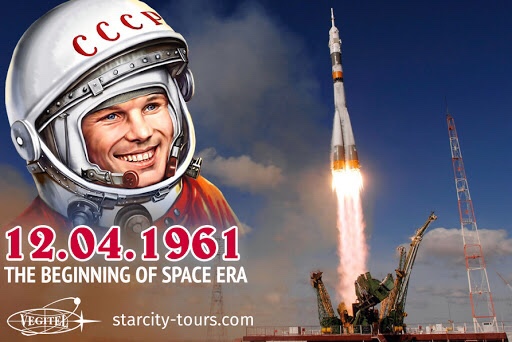 СССР
12.04.1961
THE BEGINNING OF SPACE ERA
VEGITEL
starcity-tours.com